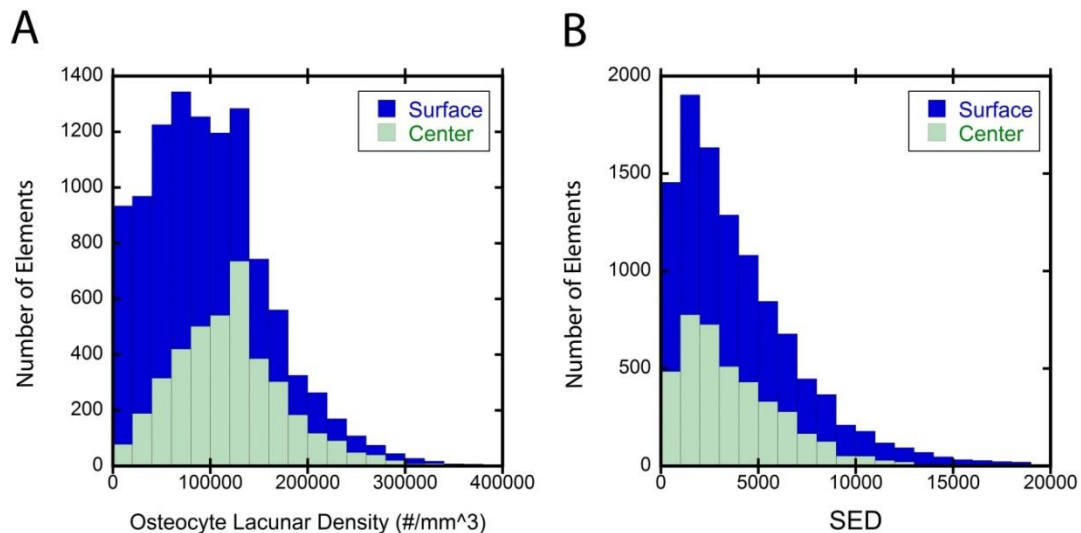 A
B
1400
1200
1000
800
600
400
200
0
Number of Elements
Surface
Center
0 100000 200000 300000 400000
Osteocyte Lacunar Density (#/mm^3)
2000
1500
1000
500
0
Number of Elements
Surface
Center
0 5000 10000 15000 20000
SED